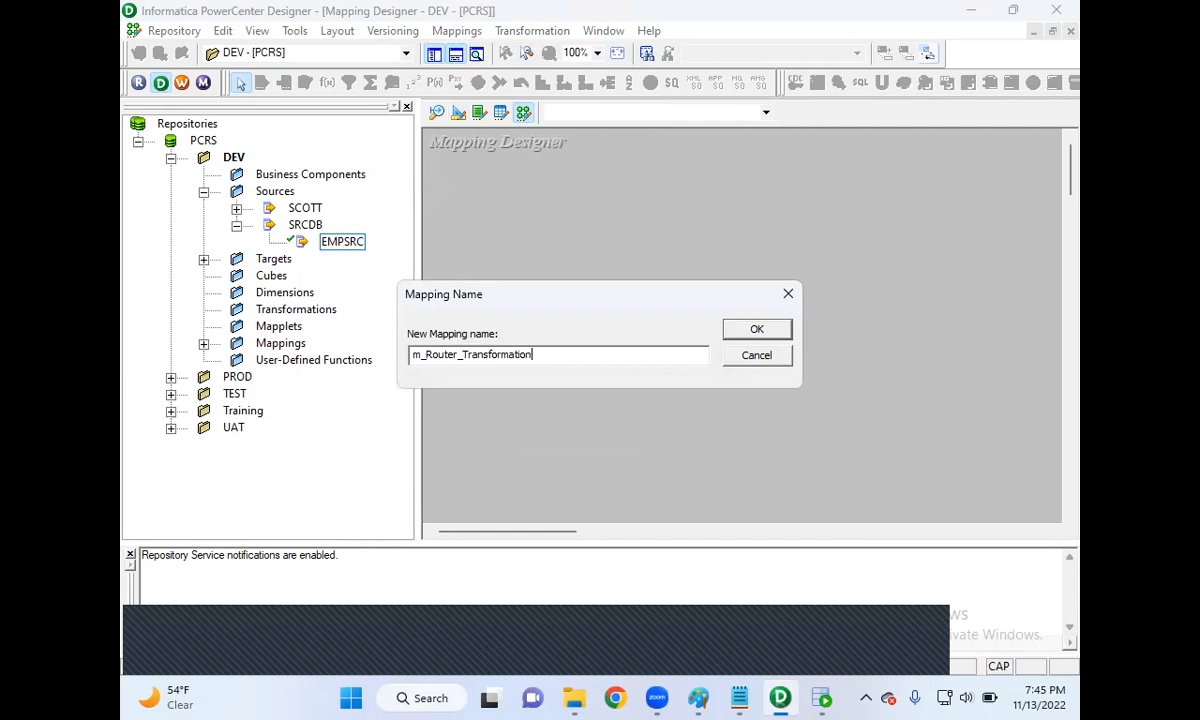 Informatica PowerCenter Designer - [Mapping Designer - DEV - [PCRS]]
Repository Edit View Tools Layout Versioning Mappings Transformation Window Help
DEV - [PCRS]
100%
Repositories
PCRS
DEV
Business Components
Sources
SCOTT
SRCDB
EMPSRC
Targets
Cubes
Dimensions
Transformations
Mapplets
Mappings
User-Defined Functions
PROD
TEST
Training
UAT
Mapping Designer
Mapping Name
New Mapping name:
m_Router_Transformation
OK
Cancel
Repository Service notifications are enabled.
vate Windows.
CAP
54°F
Clear
Search
zoom
7:45 PM
11/13/2022